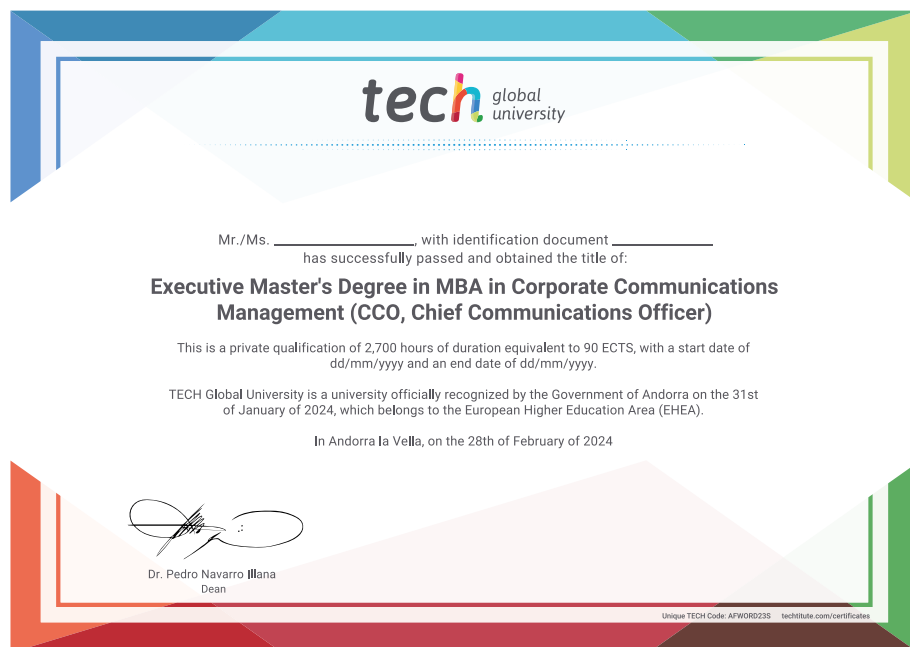 tech global university
Mr./Ms. ____________________, with identification document ______________
has successfully passed and obtained the title of:
Executive Master's Degree in MBA in Corporate Communications
Management (CCO, Chief Communications Officer)
This is a private qualification of 2,700 hours of duration equivalent to 90 ECTS, with a start date of
dd/mm/yyyy and an end date of dd/mm/yyyy.
TECH Global University is a university officially recognized by the Government of Andorra on the 31st
of January of 2024, which belongs to the European Higher Education Area (EHEA).
In Andorra la Vella, on the 28th of February of 2024
Dr. Pedro Navarro Illana
Dean
Unique TECH Code: AFWORD23S techtitute.com/certificates